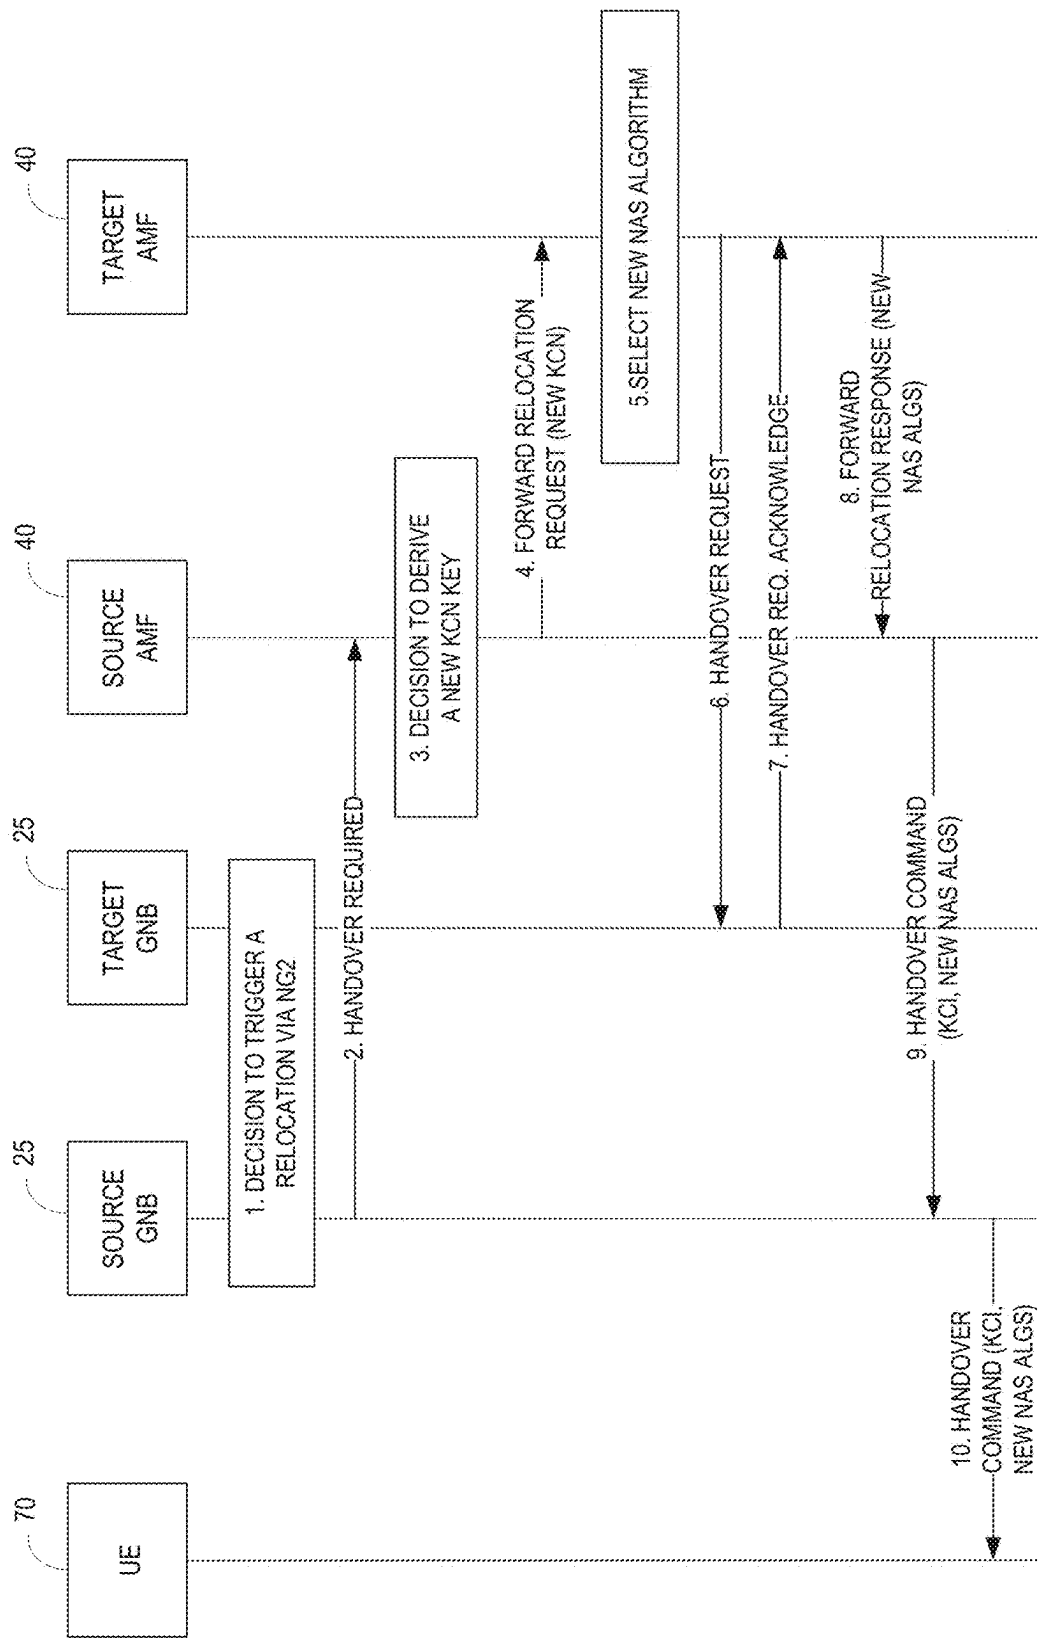 70
UE
25
SOURCE
GNB
25
TARGET
GNB
40
SOURCE
AMF
40
TARGET
AMF
1. DECISION TO TRIGGER A
RELOCATION VIA NG2
2. HANDOVER REQUIRED
3. DECISION TO DERIVE
A NEW KCN KEY
4. FORWARD RELOCATION
REQUEST (NEW KCN)
5.SELECT NEW NAS ALGORITHM
6. HANDOVER REQUEST
7. HANDOVER REQ. ACKNOWLEDGE
8. FORWARD
RELOCATION RESPONSE (NEW
NAS ALGS)
9. HANDOVER COMMAND
(KCI, NEW NAS ALGS)
10. HANDOVER
COMMAND (KCI,
NEW NAS ALGS)